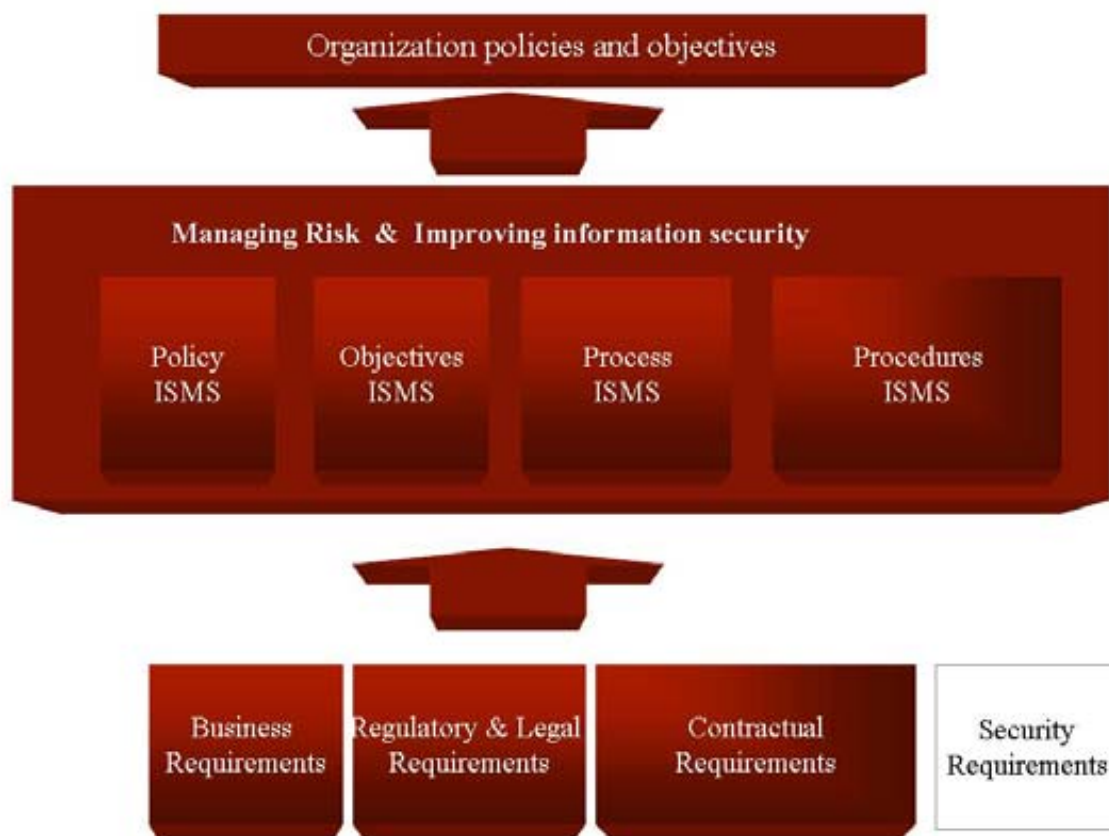 Organization policies and objectives
Managing Risk & Improving information security
Policy
ISMS
Objectives
ISMS
Process
ISMS
Procedures
ISMS
Business
Requirements
Regulatory & Legal
Requirements
Contractual
Requirements
Security
Requirements